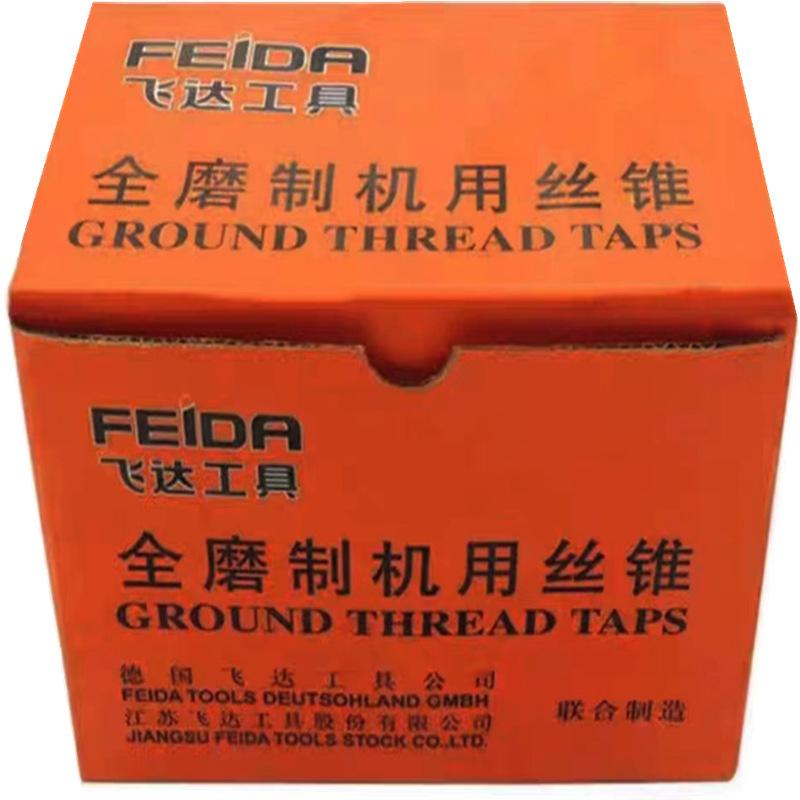 FEIDA
飞达工具
全磨制机用丝锥
GROUND THREAD TAPS
FEIDA
飞达工具
全磨制机用丝锥
GROUND THREAD TAPS
德国飞达工具公司
FEIDA TOOLS DEUTSOHLAND GMBH
江苏飞达工具股份有限公司
JIANGSU FEIDA TOOLS STOCK CO.,LTD.
联合制造